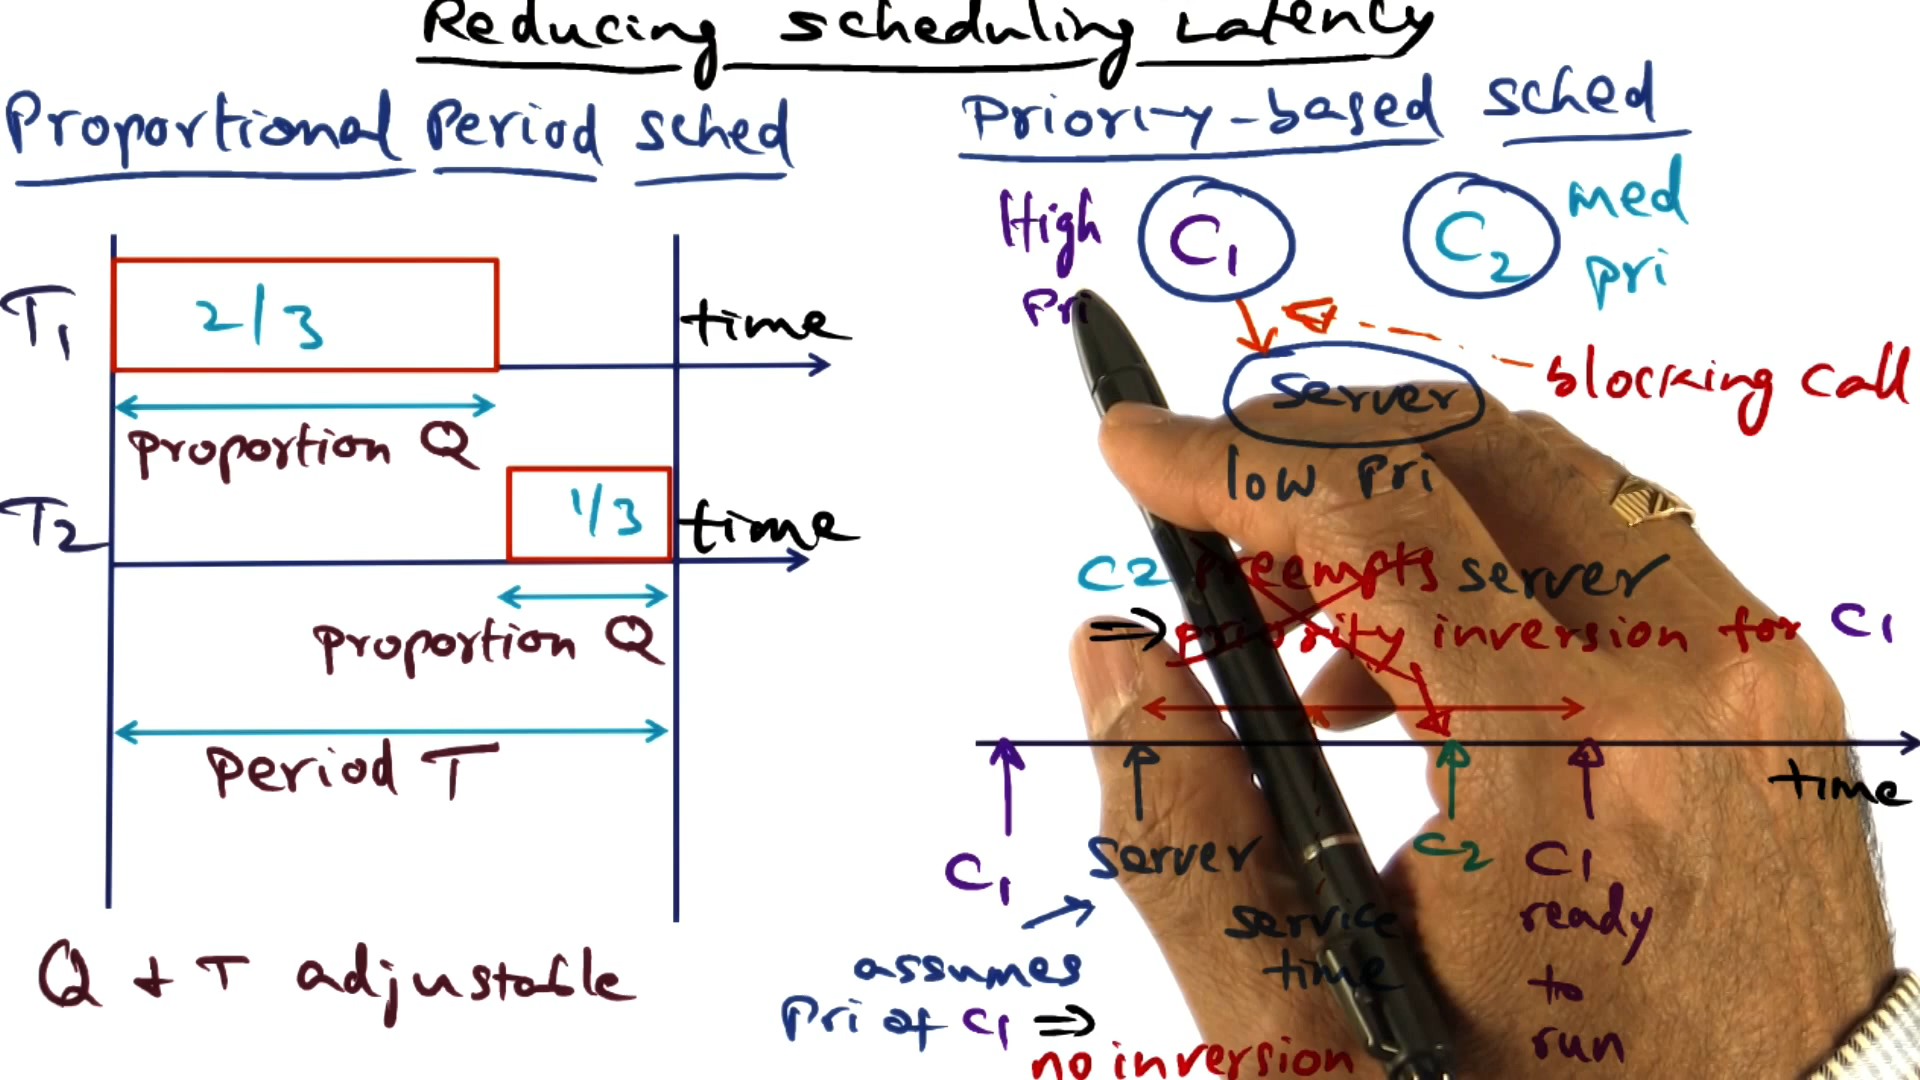 Reducing scheduling Latency
Proportional Period sched
T1
2/3
time
proportion Q
T2
1/3
time
proportion Q
Period T
Q + T adjustable
Priority-based sched
High
Pri
C1
C2
med
pri
server
blocking call
low Pri
C2 preempts server
⇒ priority inversion for C1
time
C1
server
C2
C1
ready
to
run
service
time
assumes
Pri of C1 ⇒
no inversion